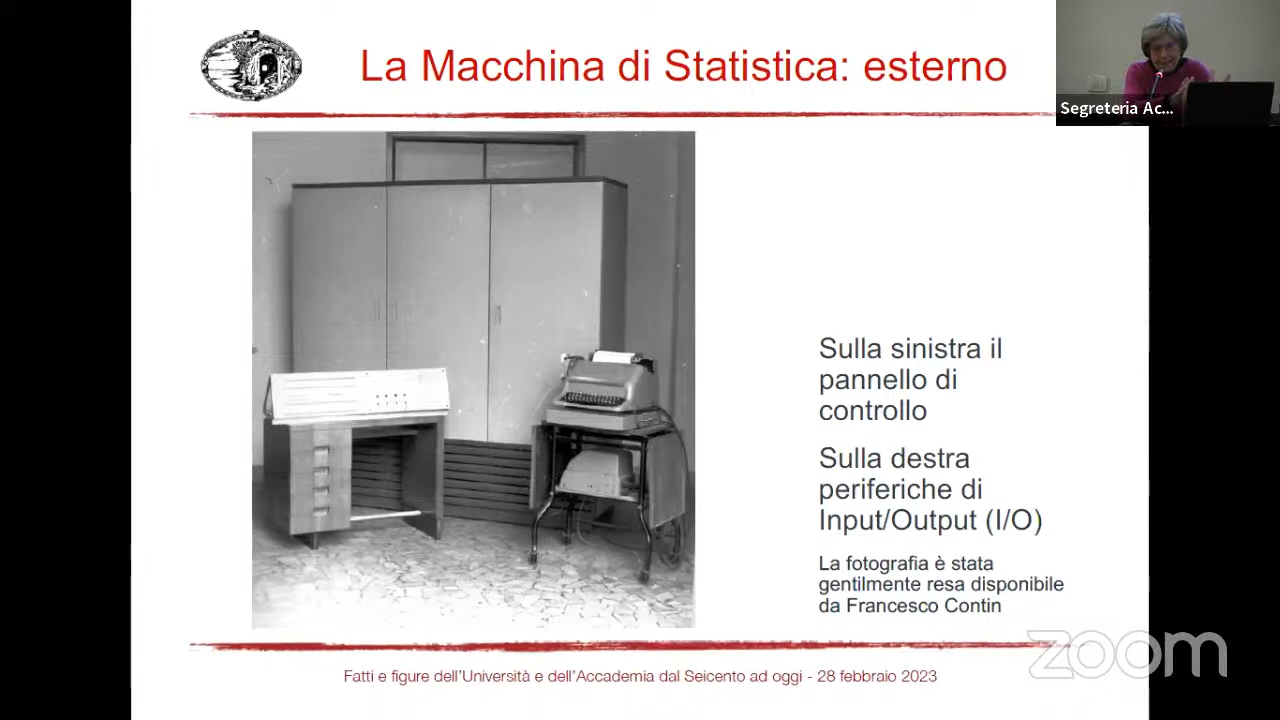 La Macchina di Statistica: esterno
Segreteria Ac...
Sulla sinistra il
pannello di
controllo
Sulla destra
periferiche di
Input/Output (I/O)
La fotografia è stata
gentilmente resa disponibile
da Francesco Contin
zoom
Fatti e figure dell'Università e dell'Accademia dal Seicento ad oggi - 28 febbraio 2023